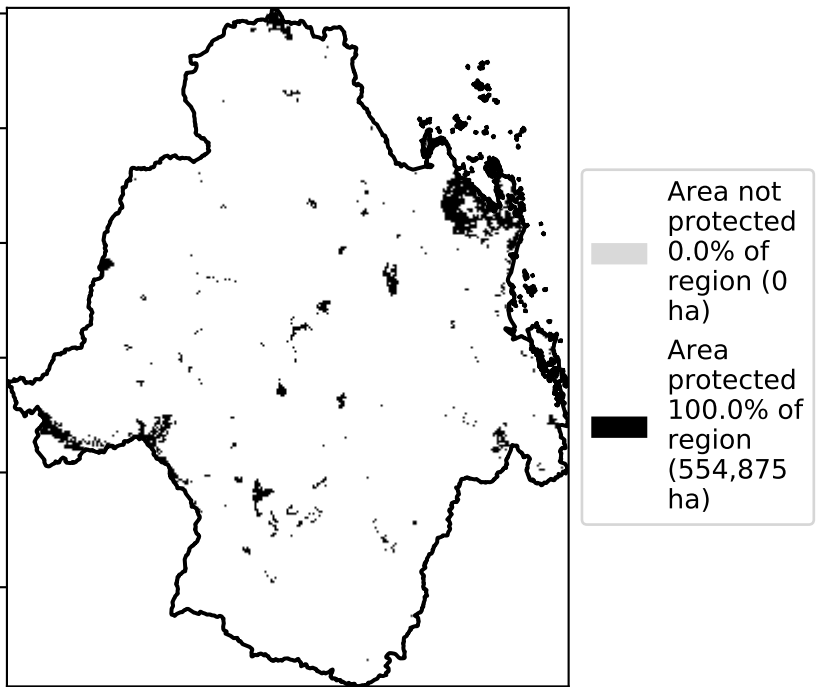 Area not
protected
0.0% of
region (0
ha)
Area
protected
100.0% of
region
(554,875
ha)